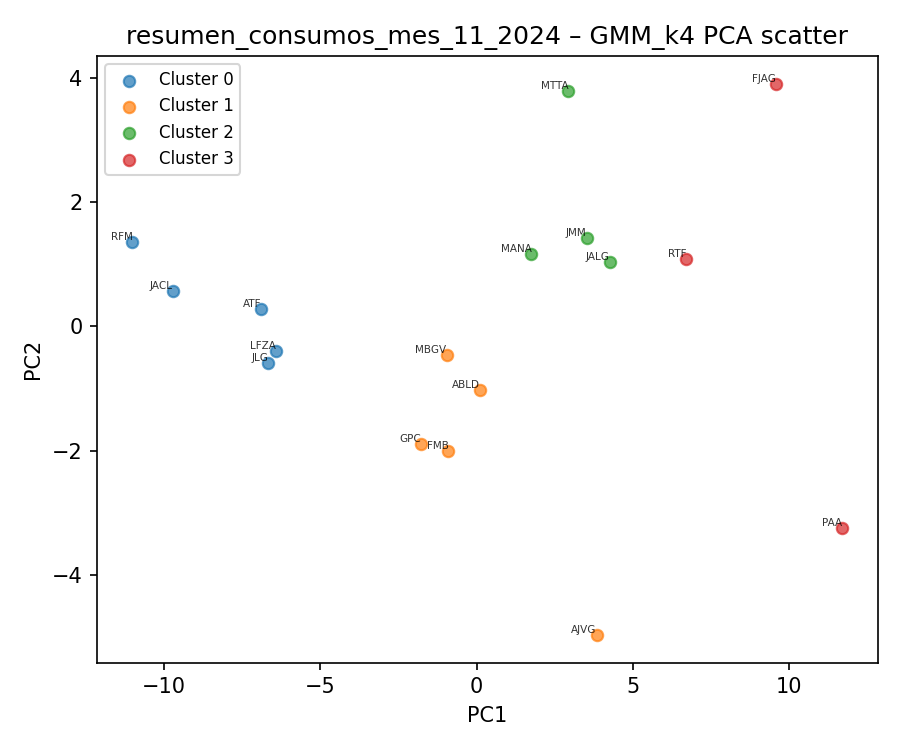 resumen_consumos_mes_11_2024 – GMM_k4 PCA scatter
Cluster 0
Cluster 1
Cluster 2
Cluster 3
MTTA
FJAG
RFM
JMM
MANA
JALG
RTF
JACL
ATF
LFZA
JLG
MBGV
ABLD
GPC
FMB
PAA
AJVG
4
2
0
−2
−4
PC2
−10
−5
0
5
10
PC1